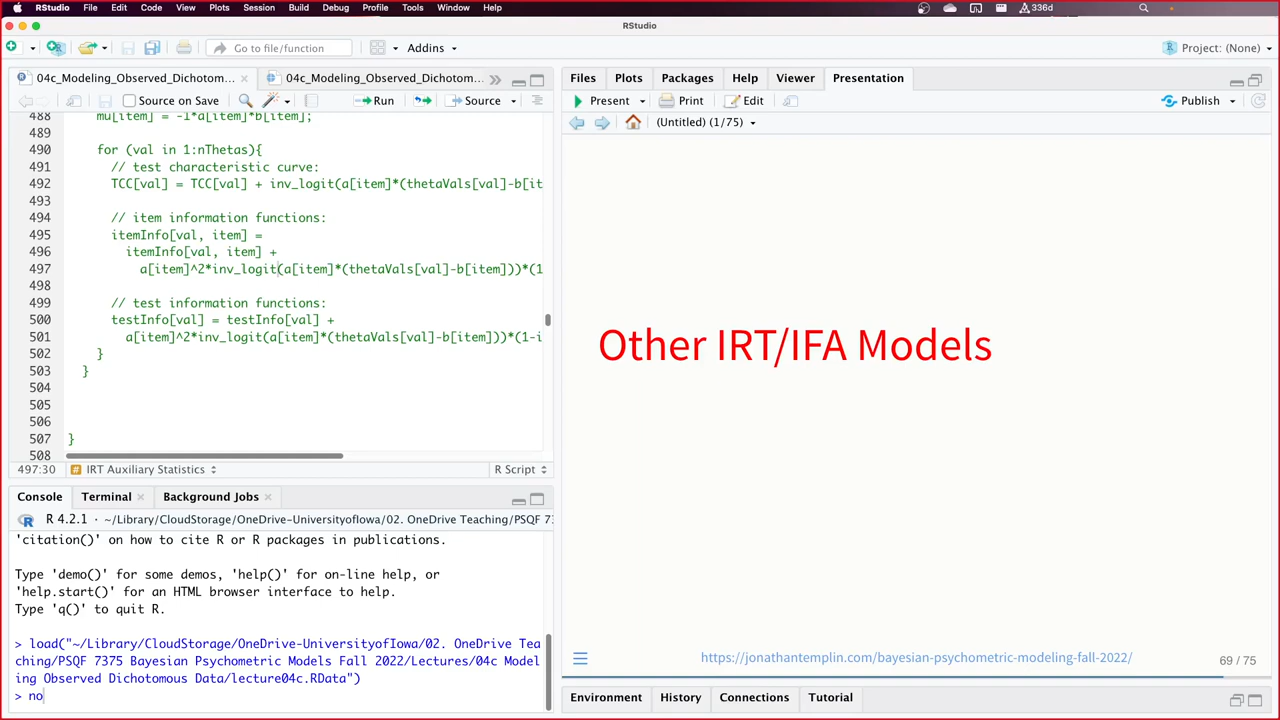 RStudio File Edit Code View Plots Session Build Debug Profile Tools Window Help 336d
RStudio
Go to file/function Addins Project: (None)
04c_Modeling_Observed_Dichotom... 04c_Modeling_Observed_Dichotom...
Source on Save Run Source
488 mu[item] = -1*a[item]*b[item];
489
490 for (val in 1:nThetas){
491 // test characteristic curve:
492 TCC[val] = TCC[val] + inv_logit(a[item]*(thetaVals[val]-b[it
493
494 // item information functions:
495 itemInfo[val, item] =
496 itemInfo[val, item] +
497 a[item]^2*inv_logit(a[item]*(thetaVals[val]-b[item]))*(1
498
499 // test information functions:
500 testInfo[val] = testInfo[val] +
501 a[item]^2*inv_logit(a[item]*(thetaVals[val]-b[item]))*(1-i
502 }
503 }
504
505
506
507 }
508
497:30 IRT Auxiliary Statistics R Script
Console Terminal Background Jobs
R 4.2.1 · ~/Library/CloudStorage/OneDrive-UniversityofIowa/02. OneDrive Teaching/PSQF 73
'citation()' on how to cite R or R packages in publications.
Type 'demo()' for some demos, 'help()' for on-line help, or
'help.start()' for an HTML browser interface to help.
Type 'q()' to quit R.
> load("~/Library/CloudStorage/OneDrive-UniversityofIowa/02. OneDrive Tea
ching/PSQF 7375 Bayesian Psychometric Models Fall 2022/Lectures/04c Model
ing Observed Dichotomous Data/lecture04c.RData")
> no
Files Plots Packages Help Viewer Presentation
Present Print Edit Publish
(Untitled) (1/75)
Other IRT/IFA Models
https://jonathantemplin.com/bayesian-psychometric-modeling-fall-2022/
69 / 75
Environment History Connections Tutorial